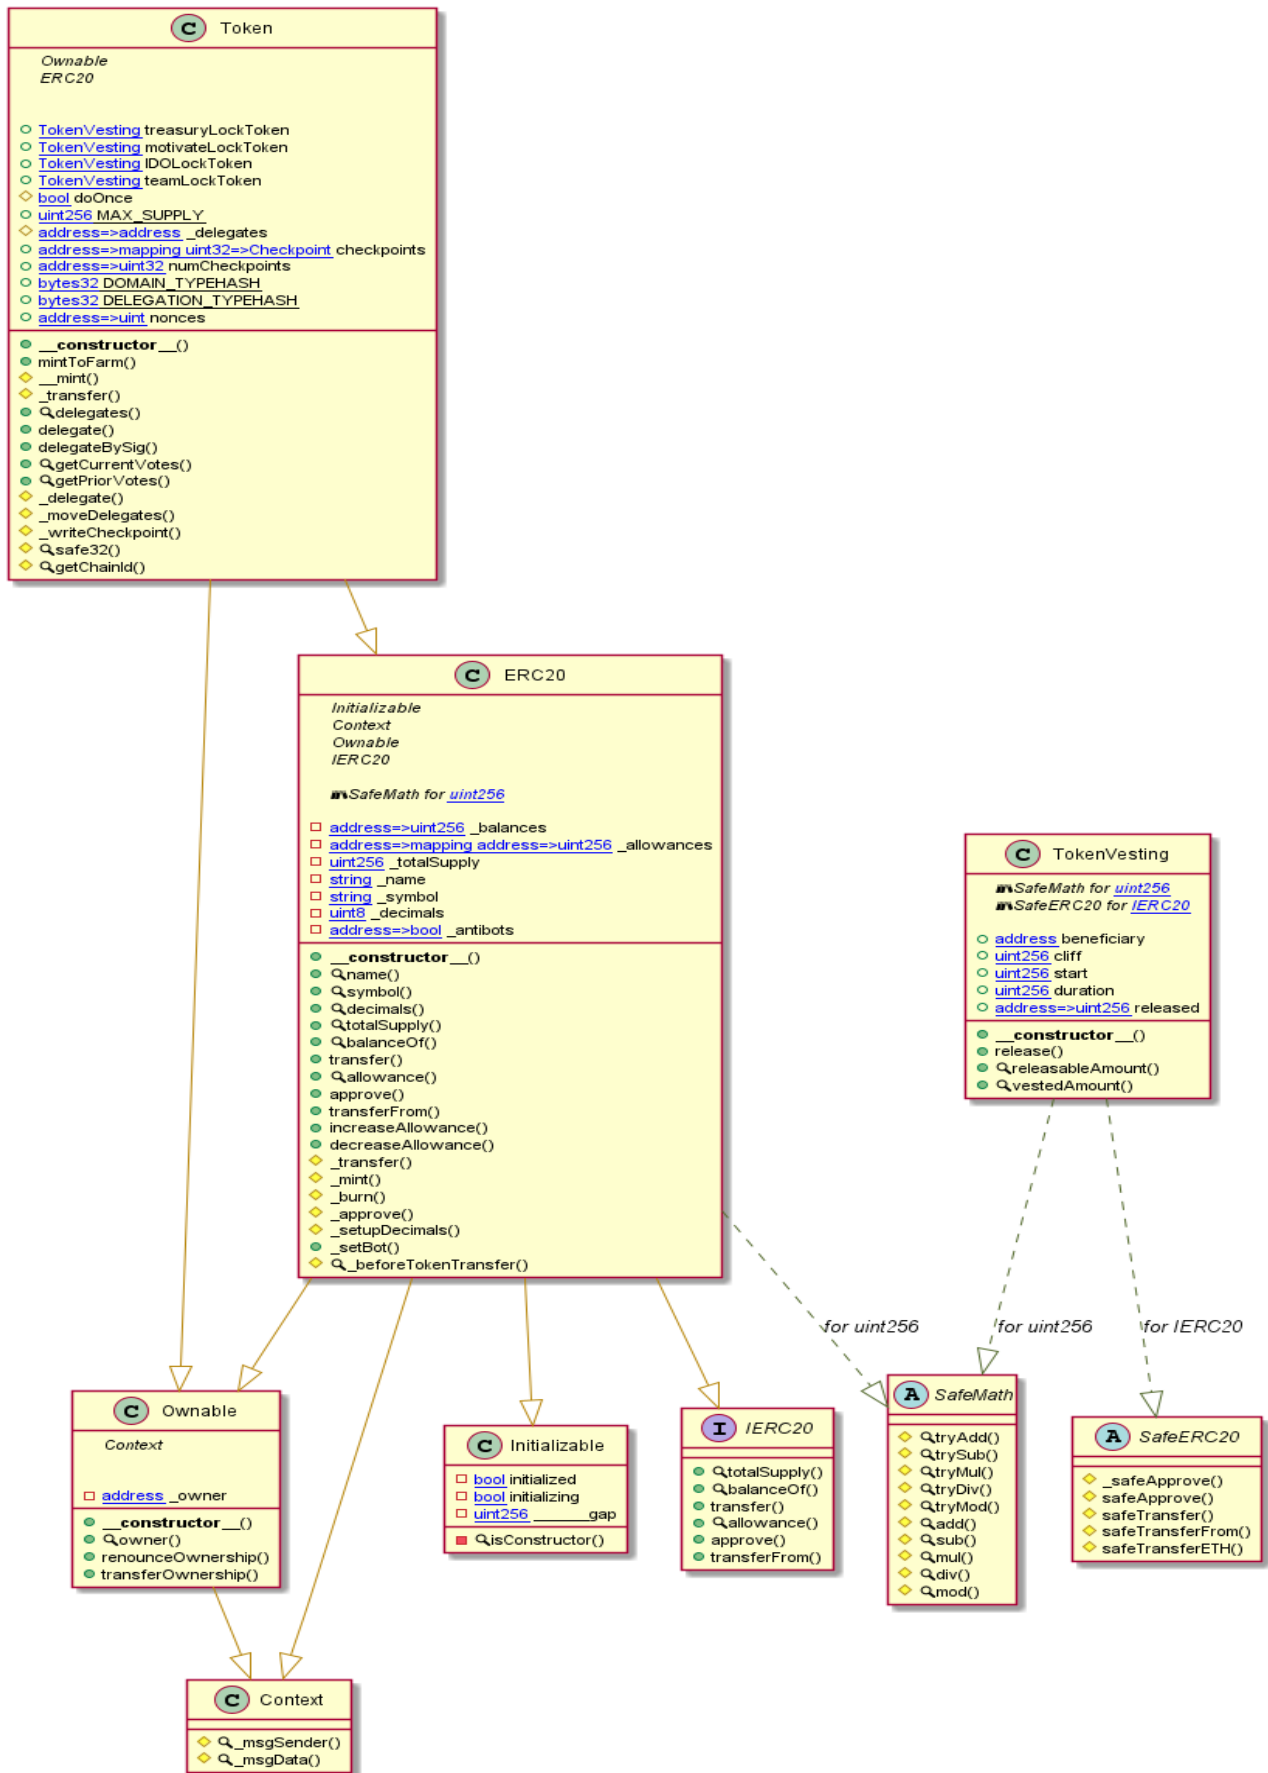 C Token
Ownable
ERC20
TokenVesting treasuryLockToken
TokenVesting motivateLockToken
TokenVesting IDOLockToken
TokenVesting teamLockToken
bool doOnce
uint256 MAX_SUPPLY
address=>address _delegates
address=>mapping uint32=>Checkpoint checkpoints
address=>uint32 numCheckpoints
bytes32 DOMAIN_TYPEHASH
bytes32 DELEGATION_TYPEHASH
address=>uint nonces
__constructor__()
mintToFarm()
__mint()
_transfer()
delegates()
delegate()
delegateBySig()
getCurrentVotes()
getPriorVotes()
_delegate()
_moveDelegates()
_writeCheckpoint()
safe32()
getChainId()
C ERC20
Initializable
Context
Ownable
IERC20
SafeMath for uint256
address=>uint256 _balances
address=>mapping address=>uint256 _allowances
uint256 _totalSupply
string _name
string _symbol
uint8 _decimals
address=>bool _antibots
__constructor__()
name()
symbol()
decimals()
totalSupply()
balanceOf()
transfer()
allowance()
approve()
transferFrom()
increaseAllowance()
decreaseAllowance()
_transfer()
_mint()
_burn()
_approve()
_setupDecimals()
_setBot()
_beforeTokenTransfer()
C TokenVesting
SafeMath for uint256
SafeERC20 for IERC20
address beneficiary
uint256 cliff
uint256 start
uint256 duration
address=>uint256 released
__constructor__()
release()
releasableAmount()
vestedAmount()
for uint256
for uint256
for IERC20
C Ownable
Context
address _owner
__constructor__()
owner()
renounceOwnership()
transferOwnership()
C Initializable
bool initialized
bool initializing
uint256 ______gap
isConstructor()
I IERC20
totalSupply()
balanceOf()
transfer()
allowance()
approve()
transferFrom()
A SafeMath
tryAdd()
trySub()
tryMul()
tryDiv()
tryMod()
add()
sub()
mul()
div()
mod()
A SafeERC20
_safeApprove()
safeApprove()
safeTransfer()
safeTransferFrom()
safeTransferETH()
C Context
_msgSender()
_msgData()